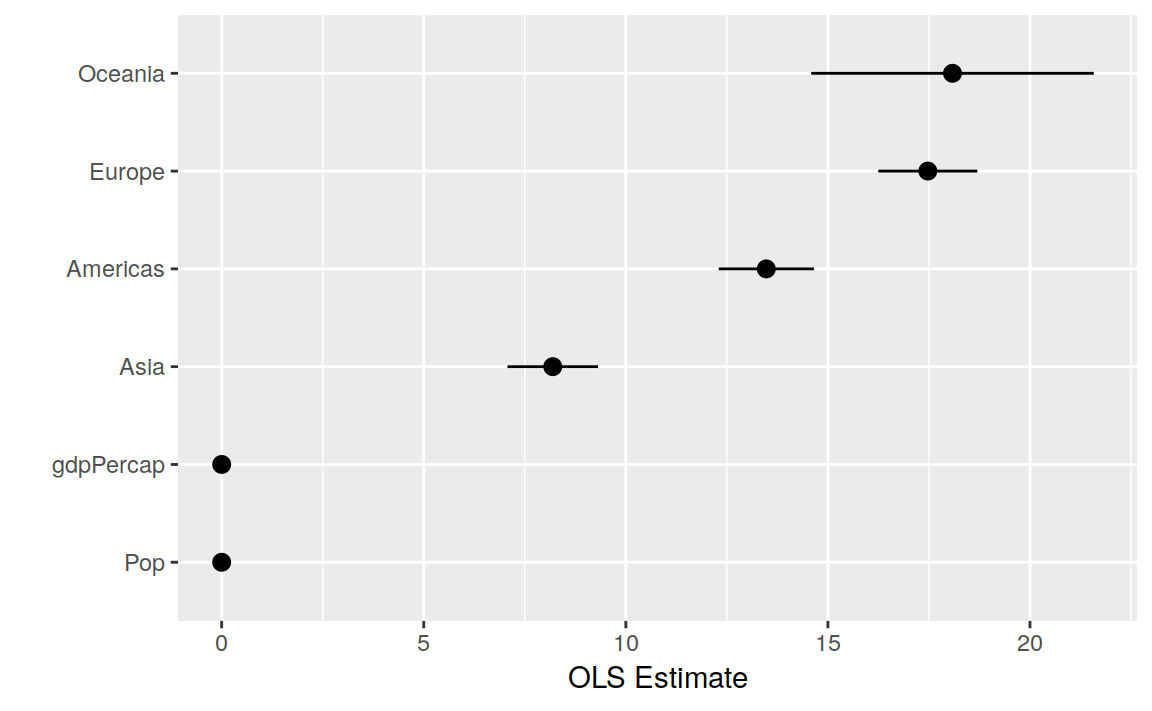 Oceania
Europe
Americas
Asia
gdpPercap
Pop
0 5 10 15 20
OLS Estimate